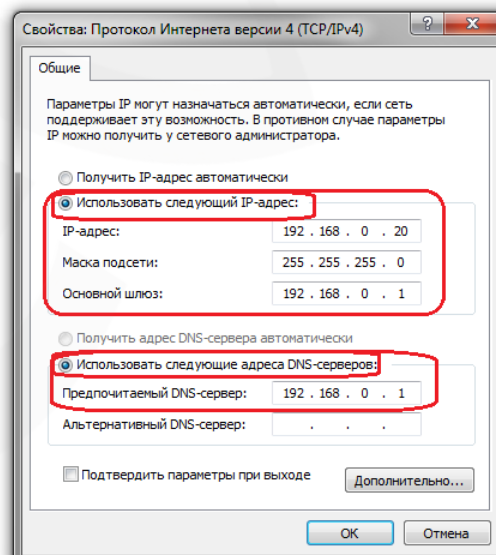 Свойства: Протокол Интернета версии 4 (TCP/IPv4)
Общие
Параметры IP могут назначаться автоматически, если сеть
поддерживает эту возможность. В противном случае параметры
IP можно получить у сетевого администратора.
Получить IP-адрес автоматически
Использовать следующий IP-адрес:
IP-адрес: 192 . 168 . 0 . 20
Маска подсети: 255 . 255 . 255 . 0
Основной шлюз: 192 . 168 . 0 . 1
Получить адрес DNS-сервера автоматически
Использовать следующие адреса DNS-серверов:
Предпочитаемый DNS-сервер: 192 . 168 . 0 . 1
Альтернативный DNS-сервер: . . .
Подтвердить параметры при выходе
Дополнительно...
ОК Отмена